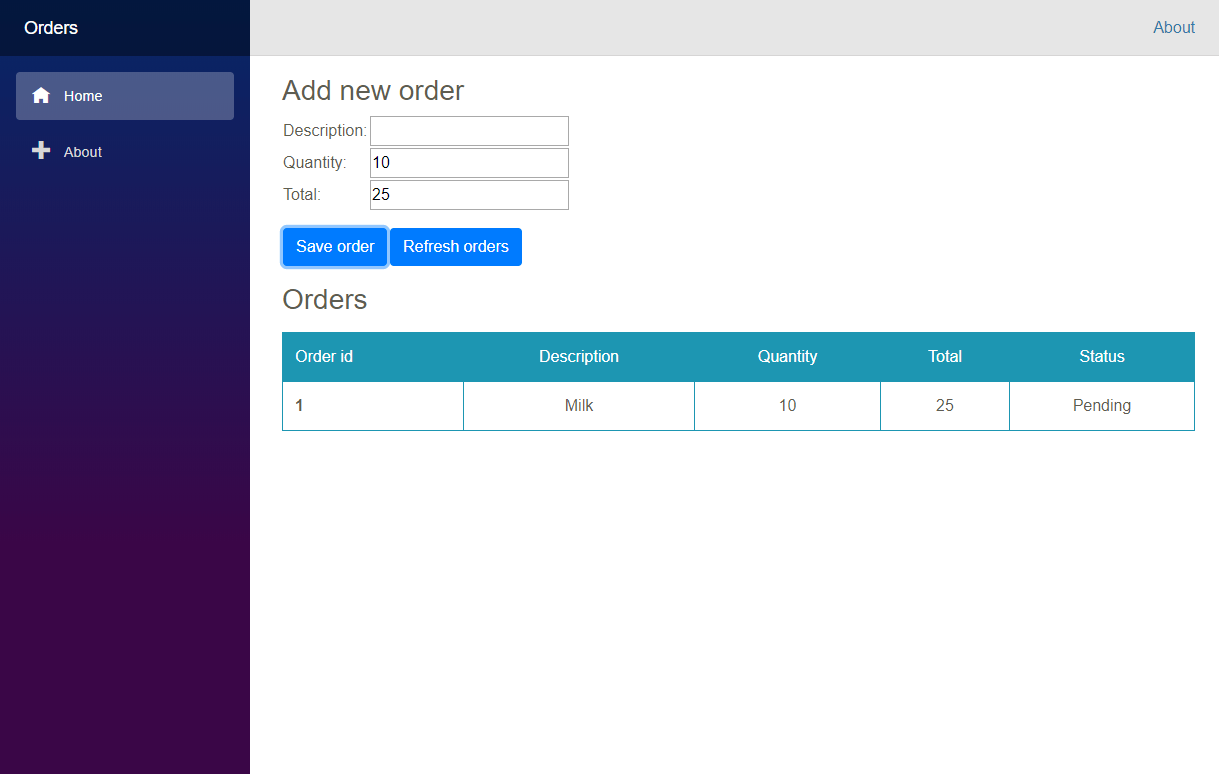 Orders
About
Home
About
Add new order
Description:
Quantity: 10
Total: 25
Save order Refresh orders
Orders
Order id Description Quantity Total Status
1 Milk 10 25 Pending